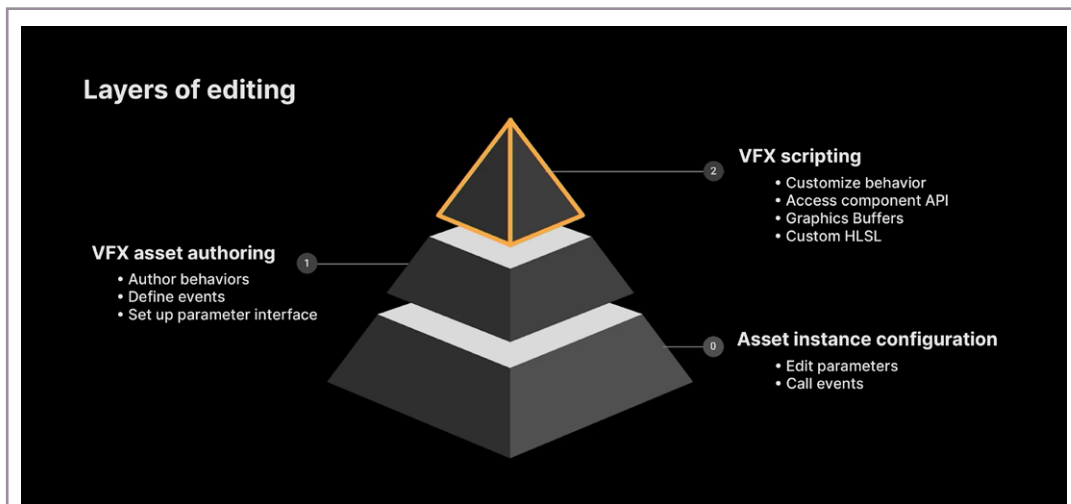 Layers of editing
2
VFX scripting
• Customize behavior
• Access component API
• Graphics Buffers
• Custom HLSL
VFX asset authoring
1
• Author behaviors
• Define events
• Set up parameter interface
0
Asset instance configuration
• Edit parameters
• Call events